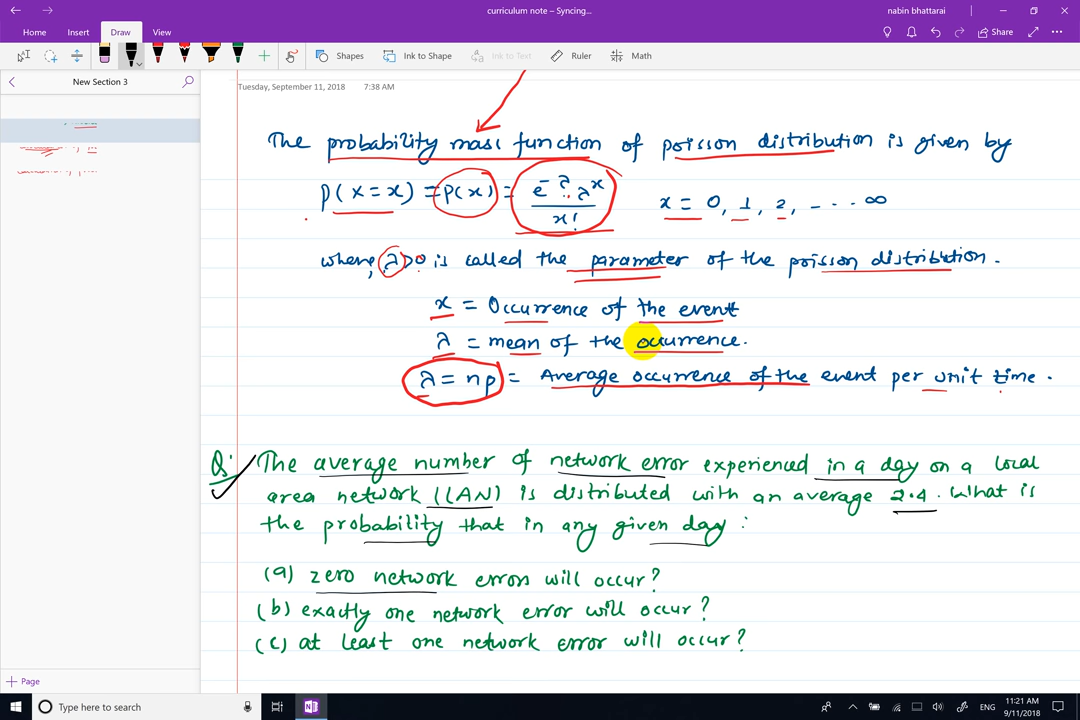 curriculum note – Syncing...
nabin bhattarai
Home
Insert
Draw
View
Share
Shapes
Ink to Shape
Ink to Text
Ruler
Math
New Section 3
Tuesday, September 11, 2018 7:38 AM
The probability mass function of poisson distribution is given by
P(X=x) = P(x) = e^-λ λ^x / x!    x = 0, 1, 2, - ... ∞
where, λ>0 is called the parameter of the poisson distribution.
x = Occurrence of the event
λ = mean of the occurrence.
λ = np = Average occurrence of the event per unit time.
Q: The average number of network error experienced in a day on a local
area network (LAN) is distributed with an average 2.4. What is
the probability that in any given day:
(a) zero network errors will occur?
(b) exactly one network error will occur?
(c) at least one network error will occur?
+ Page
Type here to search
ENG
11:21 AM
9/11/2018